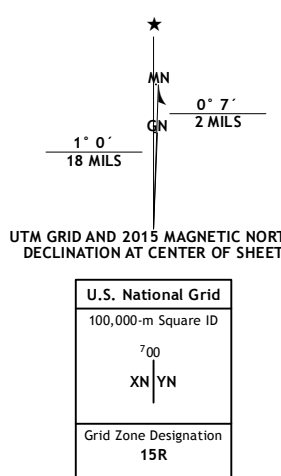 ★
MN
0° 7´
2 MILS
GN
1° 0´
18 MILS
UTM GRID AND 2015 MAGNETIC NORT
DECLINATION AT CENTER OF SHEET
U.S. National Grid
100,000-m Square ID
700
XN YN
Grid Zone Designation
15R